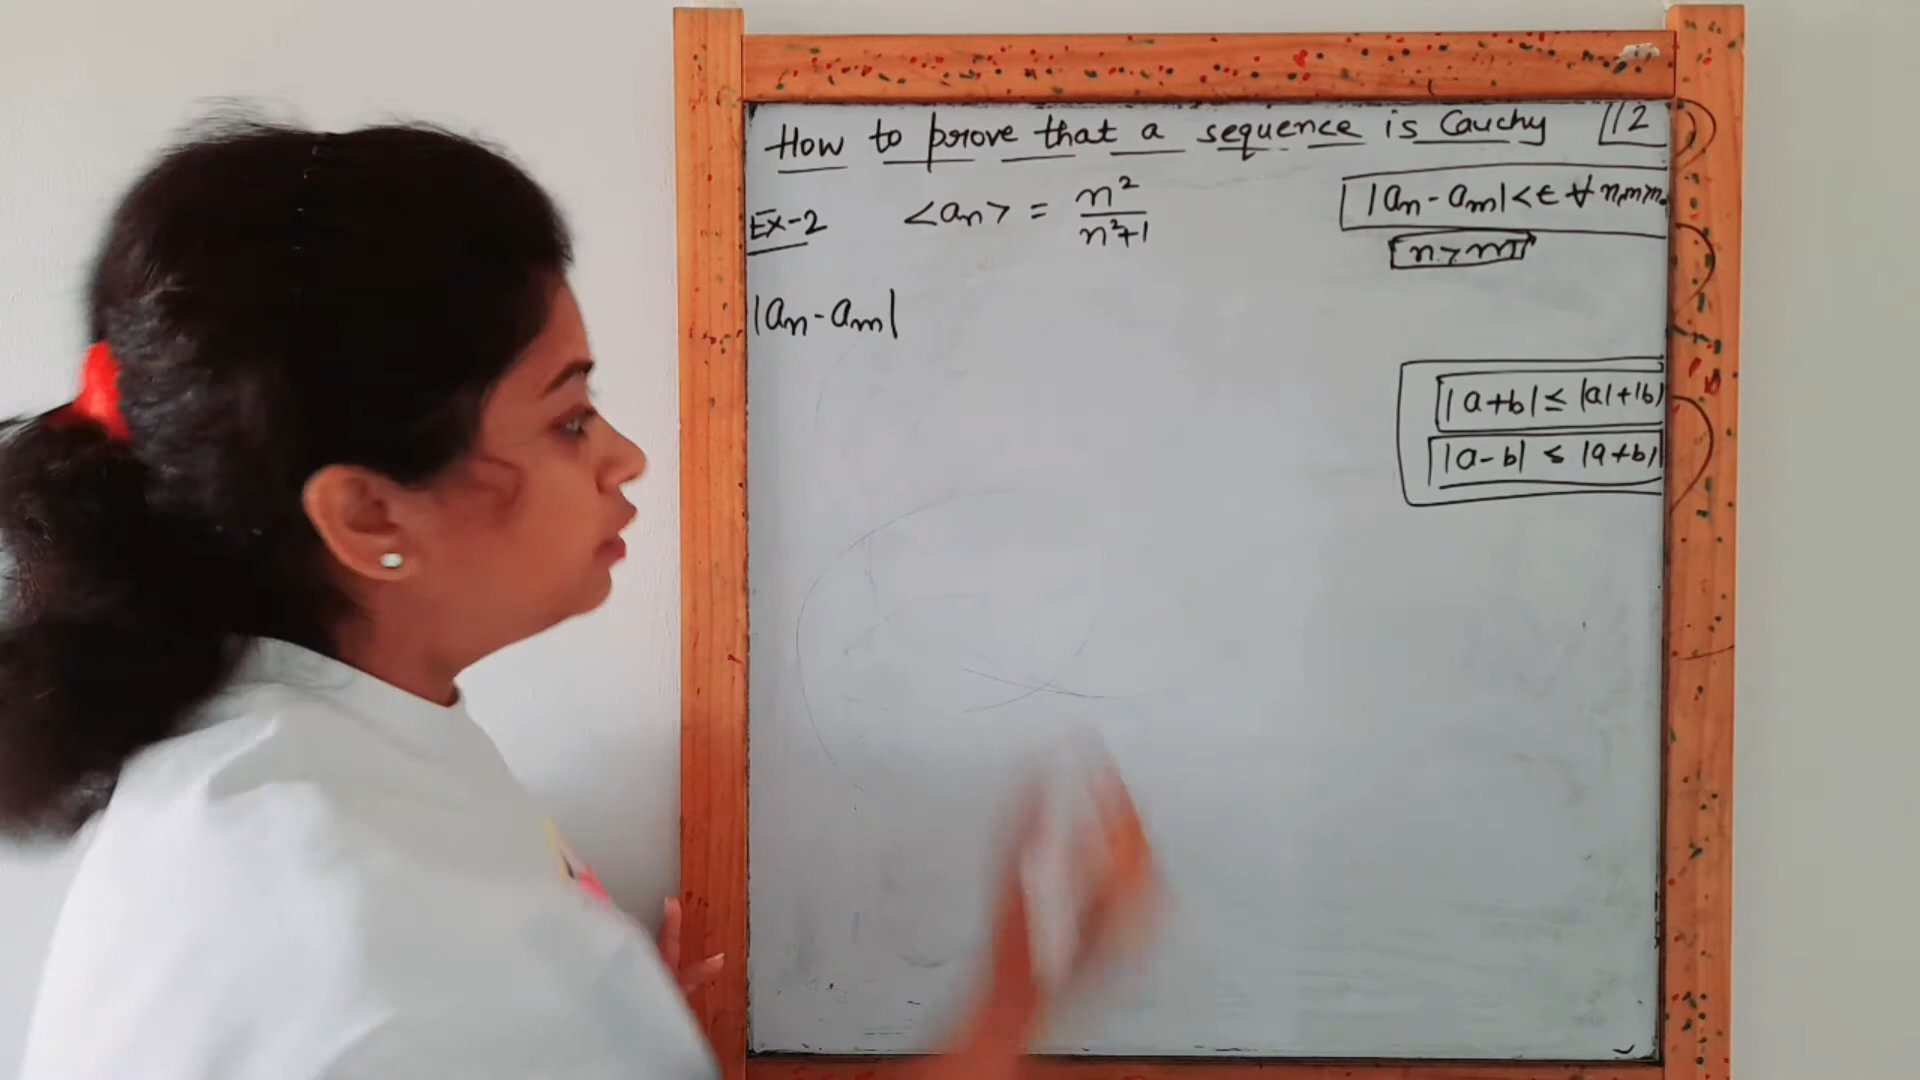 How to prove that a sequence is Cauchy 12
Ex-2 <an> = n²/n²+1
|an - am| < ϵ ∀ n,m
n > m
|an - am|
|a+b| ≤ |a|+|b|
|a-b| ≤ |a+b|